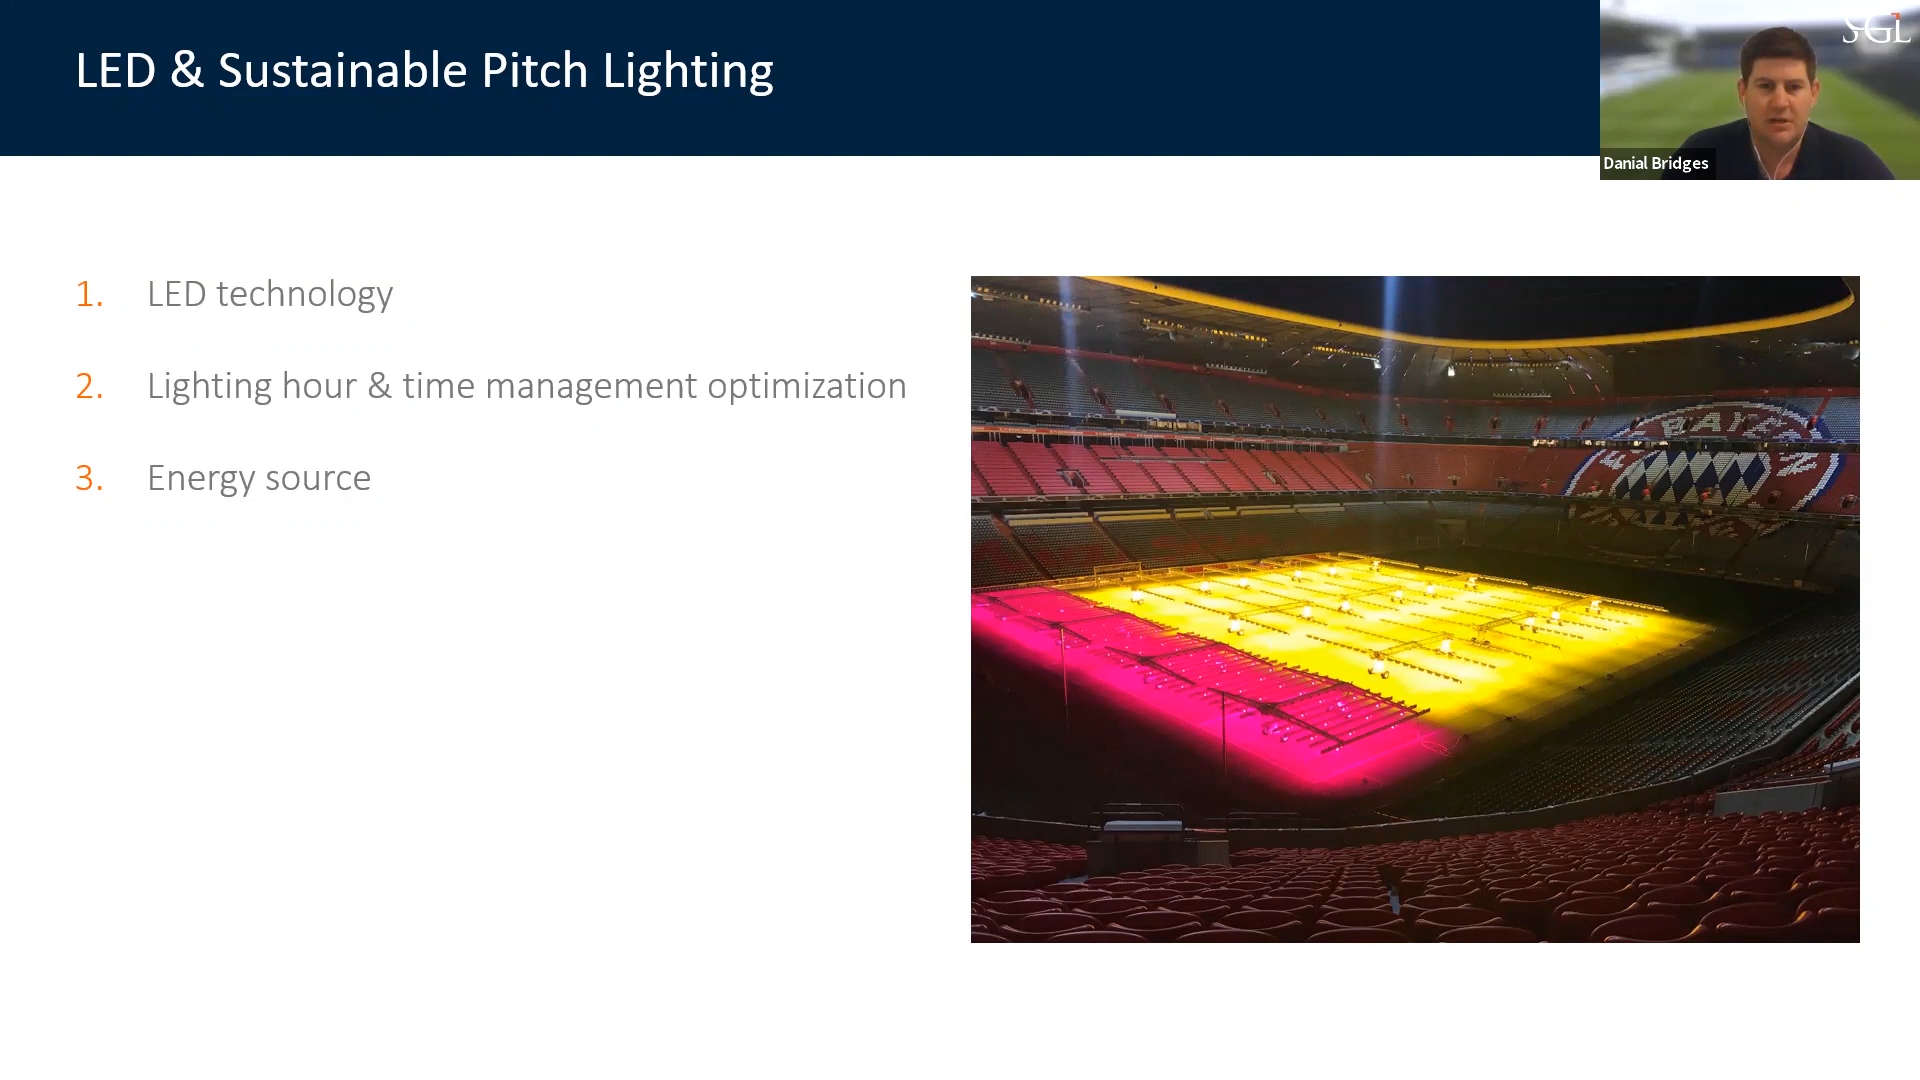 LED & Sustainable Pitch Lighting
SGL
Danial Bridges
1. LED technology
2. Lighting hour & time management optimization
3. Energy source